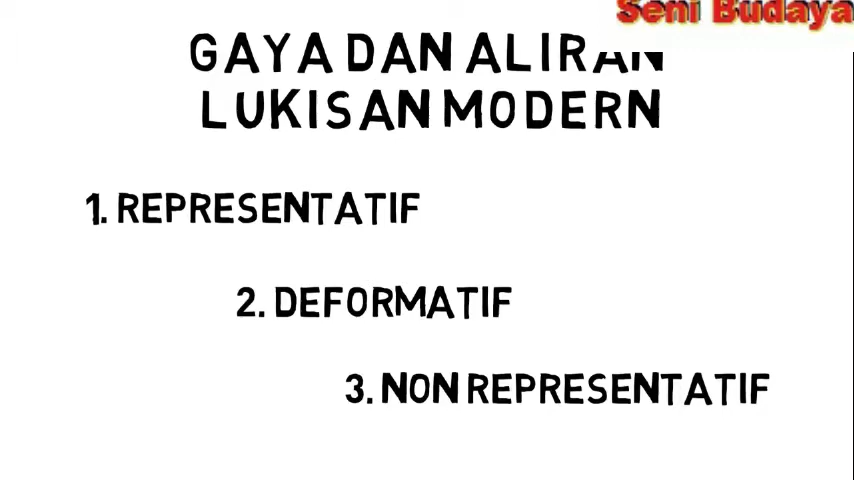 Seni Budaya
GAYA DAN ALIRAN
LUKISAN MODERN
1. REPRESENTATIF
2. DEFORMATIF
3. NON REPRESENTATIF